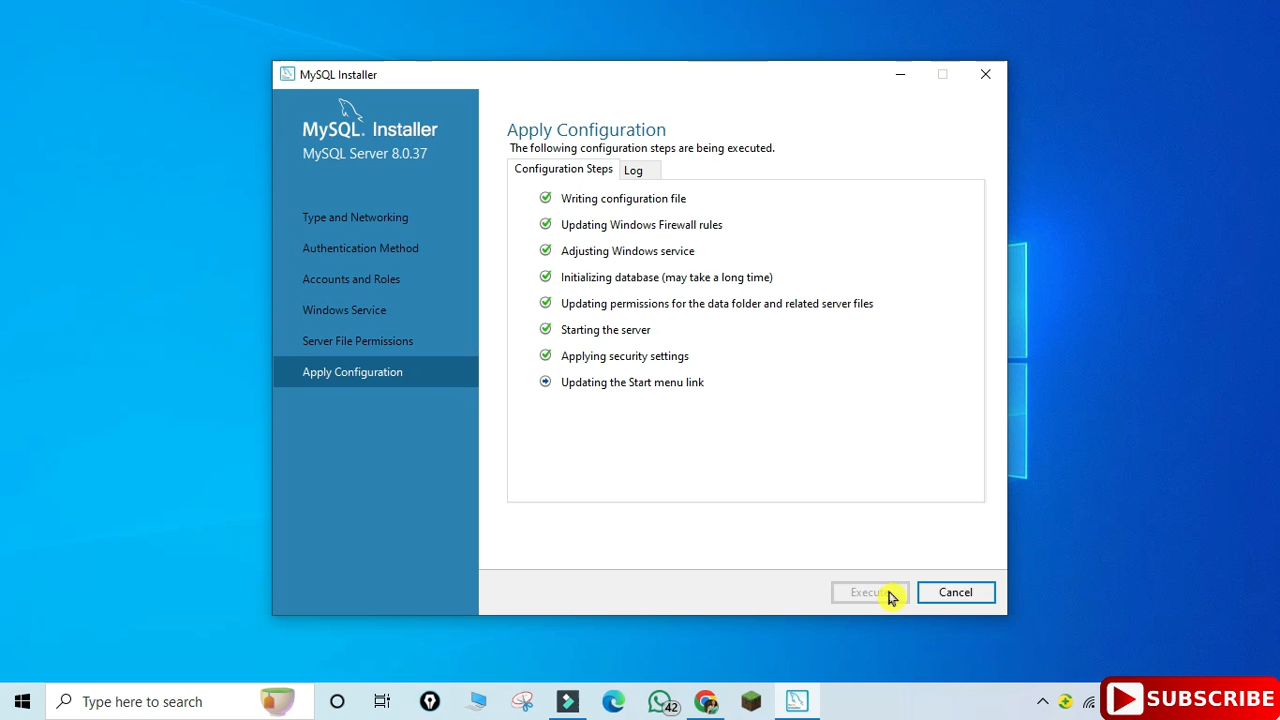 MySQL Installer
MySQL. Installer
MySQL Server 8.0.37
Type and Networking
Authentication Method
Accounts and Roles
Windows Service
Server File Permissions
Apply Configuration
Apply Configuration
The following configuration steps are being executed.
Configuration Steps
Log
Writing configuration file
Updating Windows Firewall rules
Adjusting Windows service
Initializing database (may take a long time)
Updating permissions for the data folder and related server files
Starting the server
Applying security settings
Updating the Start menu link
Execute
Cancel
Type here to search
42
SUBSCRIBE